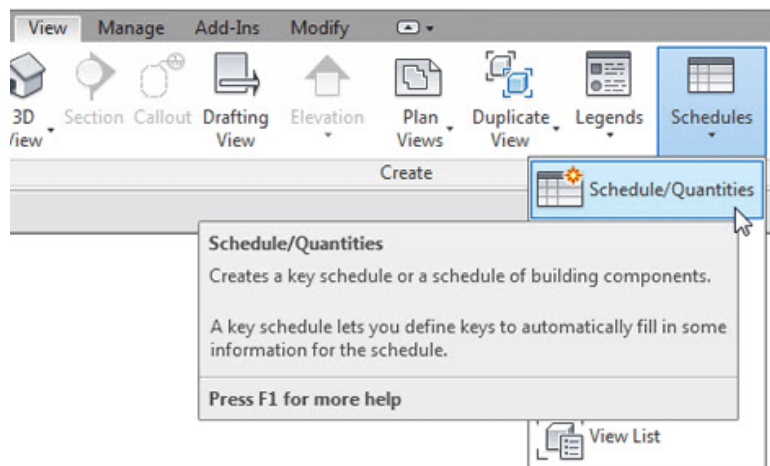 View Manage Add-Ins Modify
3D View
Section
Callout
Drafting View
Elevation
Plan Views
Duplicate View
Legends
Schedules
Create
Schedule/Quantities
Schedule/Quantities
Creates a key schedule or a schedule of building components.
A key schedule lets you define keys to automatically fill in some
information for the schedule.
Press F1 for more help
View List